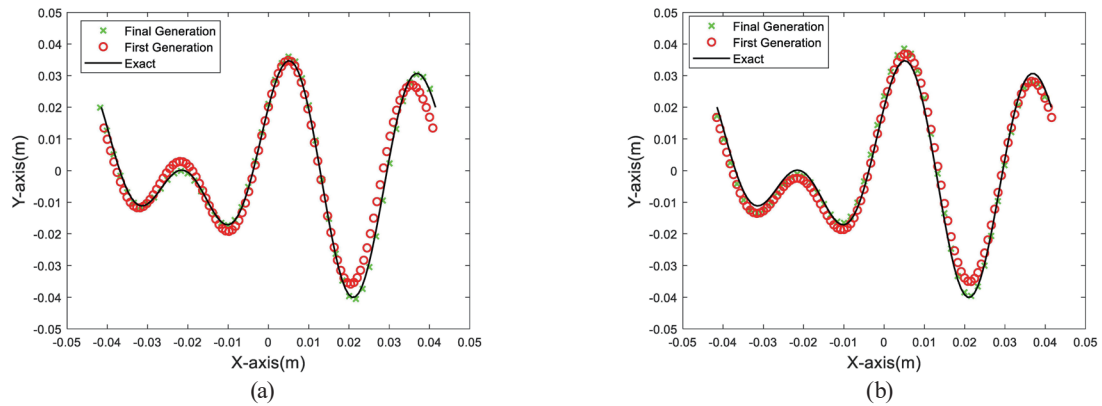 Final Generation
First Generation
Exact
0.05
0.04
0.03
0.02
0.01
0
-0.01
-0.02
-0.03
-0.04
0.05
Y-axis(m)
-0.05 -0.04 -0.03 -0.02 -0.01 0 0.01 0.02 0.03 0.04 0.05
X-axis(m)
(a)
Final Generation
First Generation
Exact
0.05
0.04
0.03
0.02
0.01
0
-0.01
-0.02
-0.03
-0.04
0.05
Y-axis(m)
-0.05 -0.04 -0.03 -0.02 -0.01 0 0.01 0.02 0.03 0.04 0.05
X-axis(m)
(b)